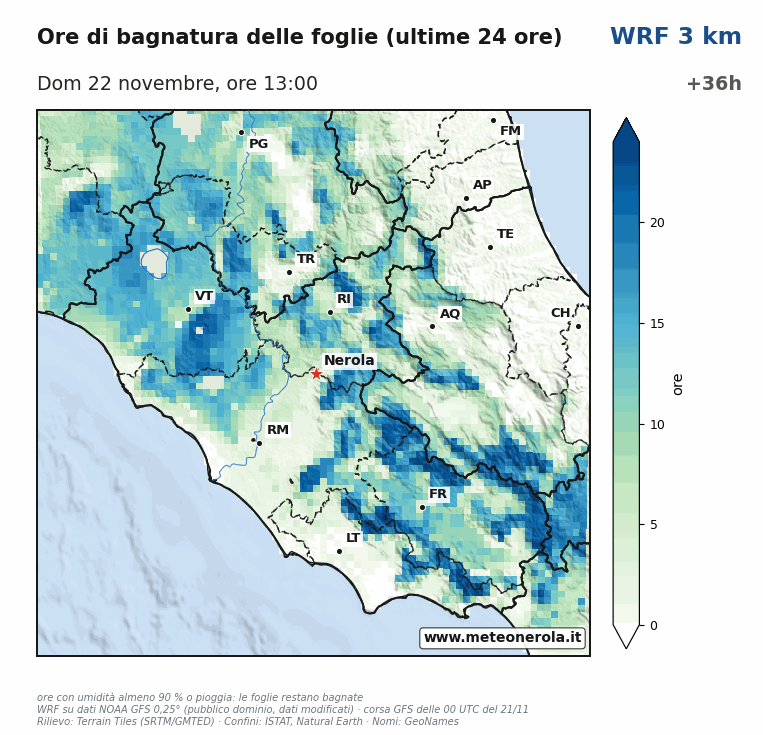 Ore di bagnatura delle foglie (ultime 24 ore)
WRF 3 km
Dom 22 novembre, ore 13:00
+36h
FM
PG
AP
TE
TR
VT
RI
AQ
CH
Nerola
RM
FR
LT
www.meteonerola.it
20
15
10
5
0
ore
ore con umidità almeno 90 % o pioggia: le foglie restano bagnate
WRF su dati NOAA GFS 0,25° (pubblico dominio, dati modificati) · corsa GFS delle 00 UTC del 21/11
Rilievo: Terrain Tiles (SRTM/GMTED) · Confini: ISTAT, Natural Earth · Nomi: GeoNames